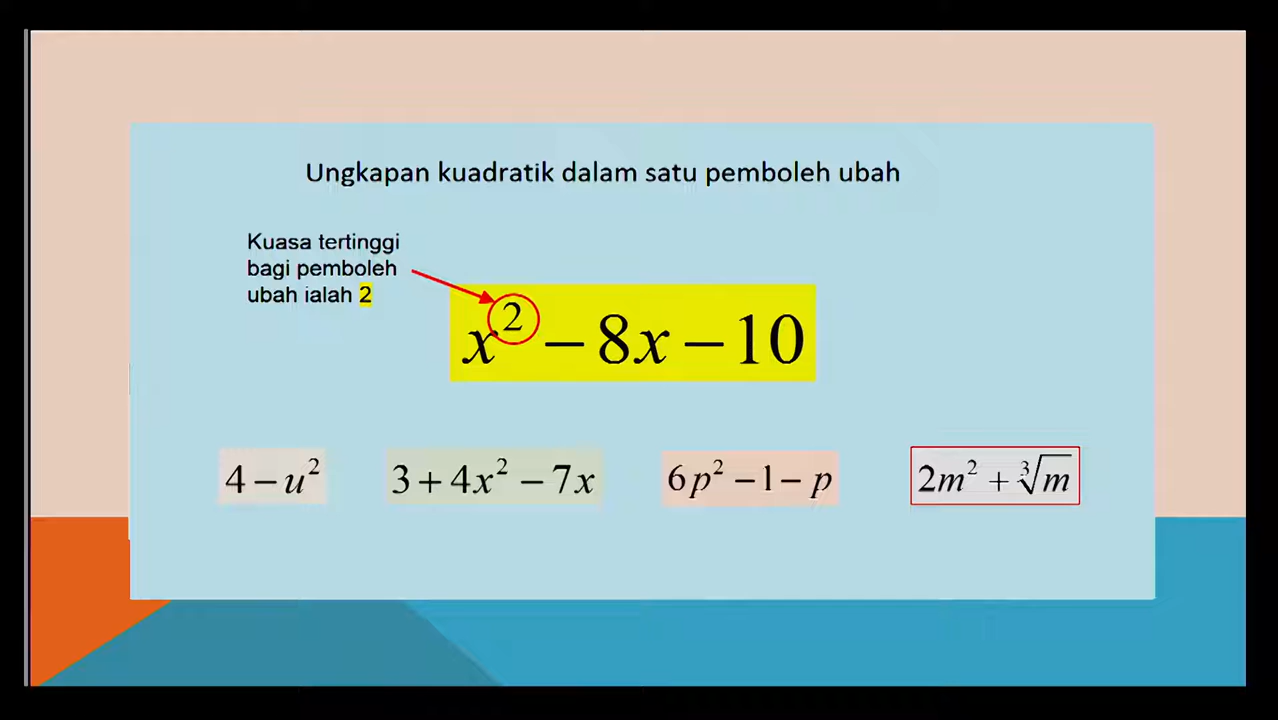 Ungkapan kuadratik dalam satu pemboleh ubah
Kuasa tertinggi
bagi pemboleh
ubah ialah 2
x² – 8x – 10
4 – u²
3 + 4x² – 7x
6p² – 1 – p
2m² + ∛m